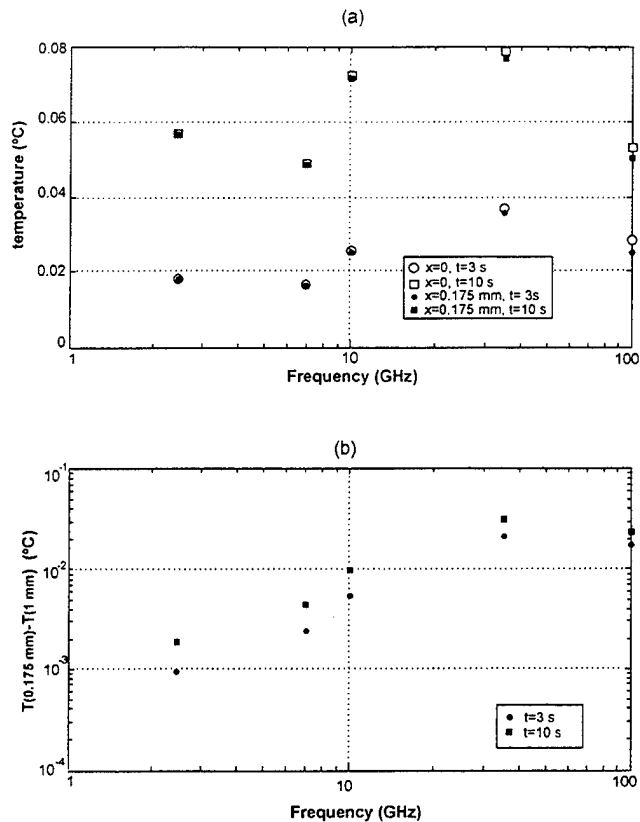 (a)
temperature (°C)
0.08
0.06
0.04
0.02
0
x=0, t=3 s
x=0, t=10 s
x=0.175 mm, t= 3s
x=0.175 mm, t=10 s
1
10
100
Frequency (GHz)
(b)
T(0.175 mm)-T(1 mm) (°C)
10-1
10-2
10-3
10-4
t=3 s
t=10 s
1
10
100
Frequency (GHz)